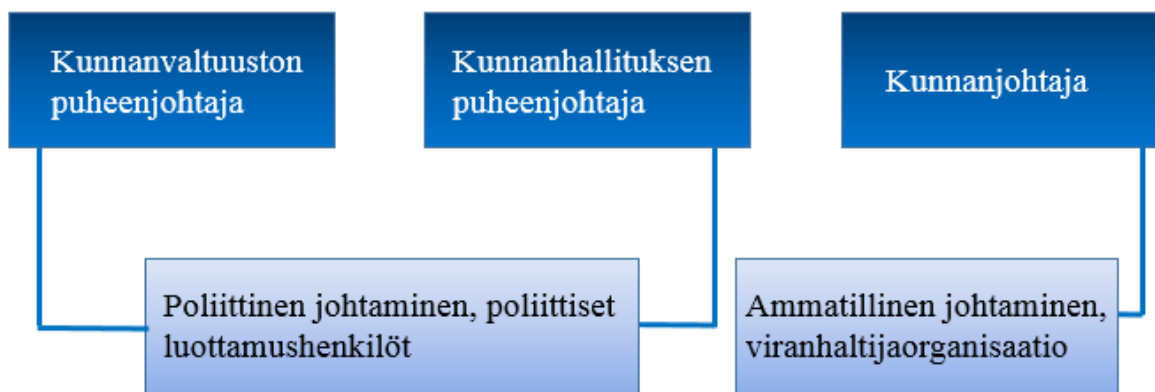 Kunnanvaltuuston
puheenjohtaja
Kunnanhallituksen
puheenjohtaja
Kunnanjohtaja
Poliittinen johtaminen, poliittiset
luottamushenkilöt
Ammatillinen johtaminen,
viranhaltijaorganisaatio